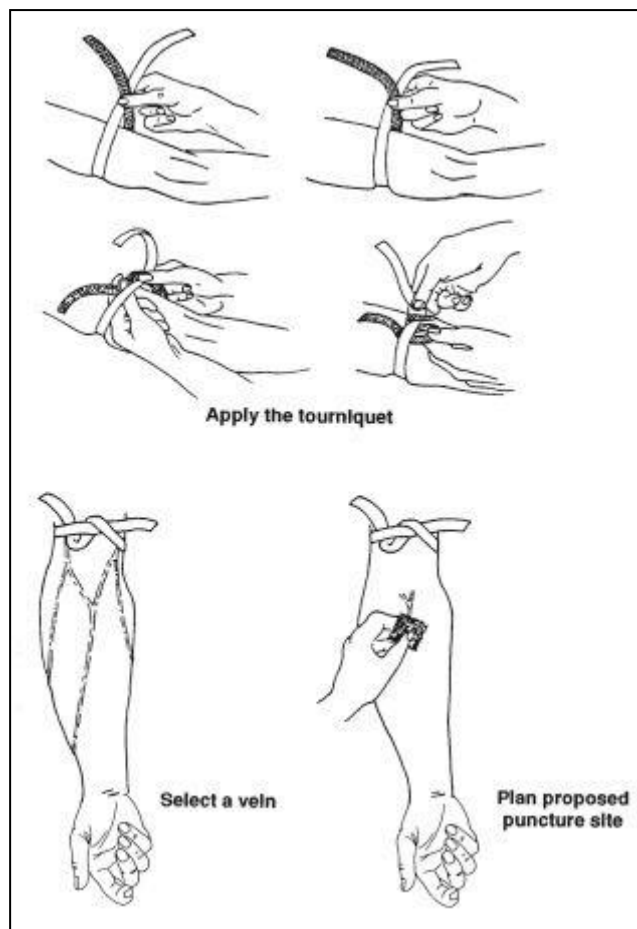 Apply the tourniquet
Select a vein
Plan proposed
puncture site